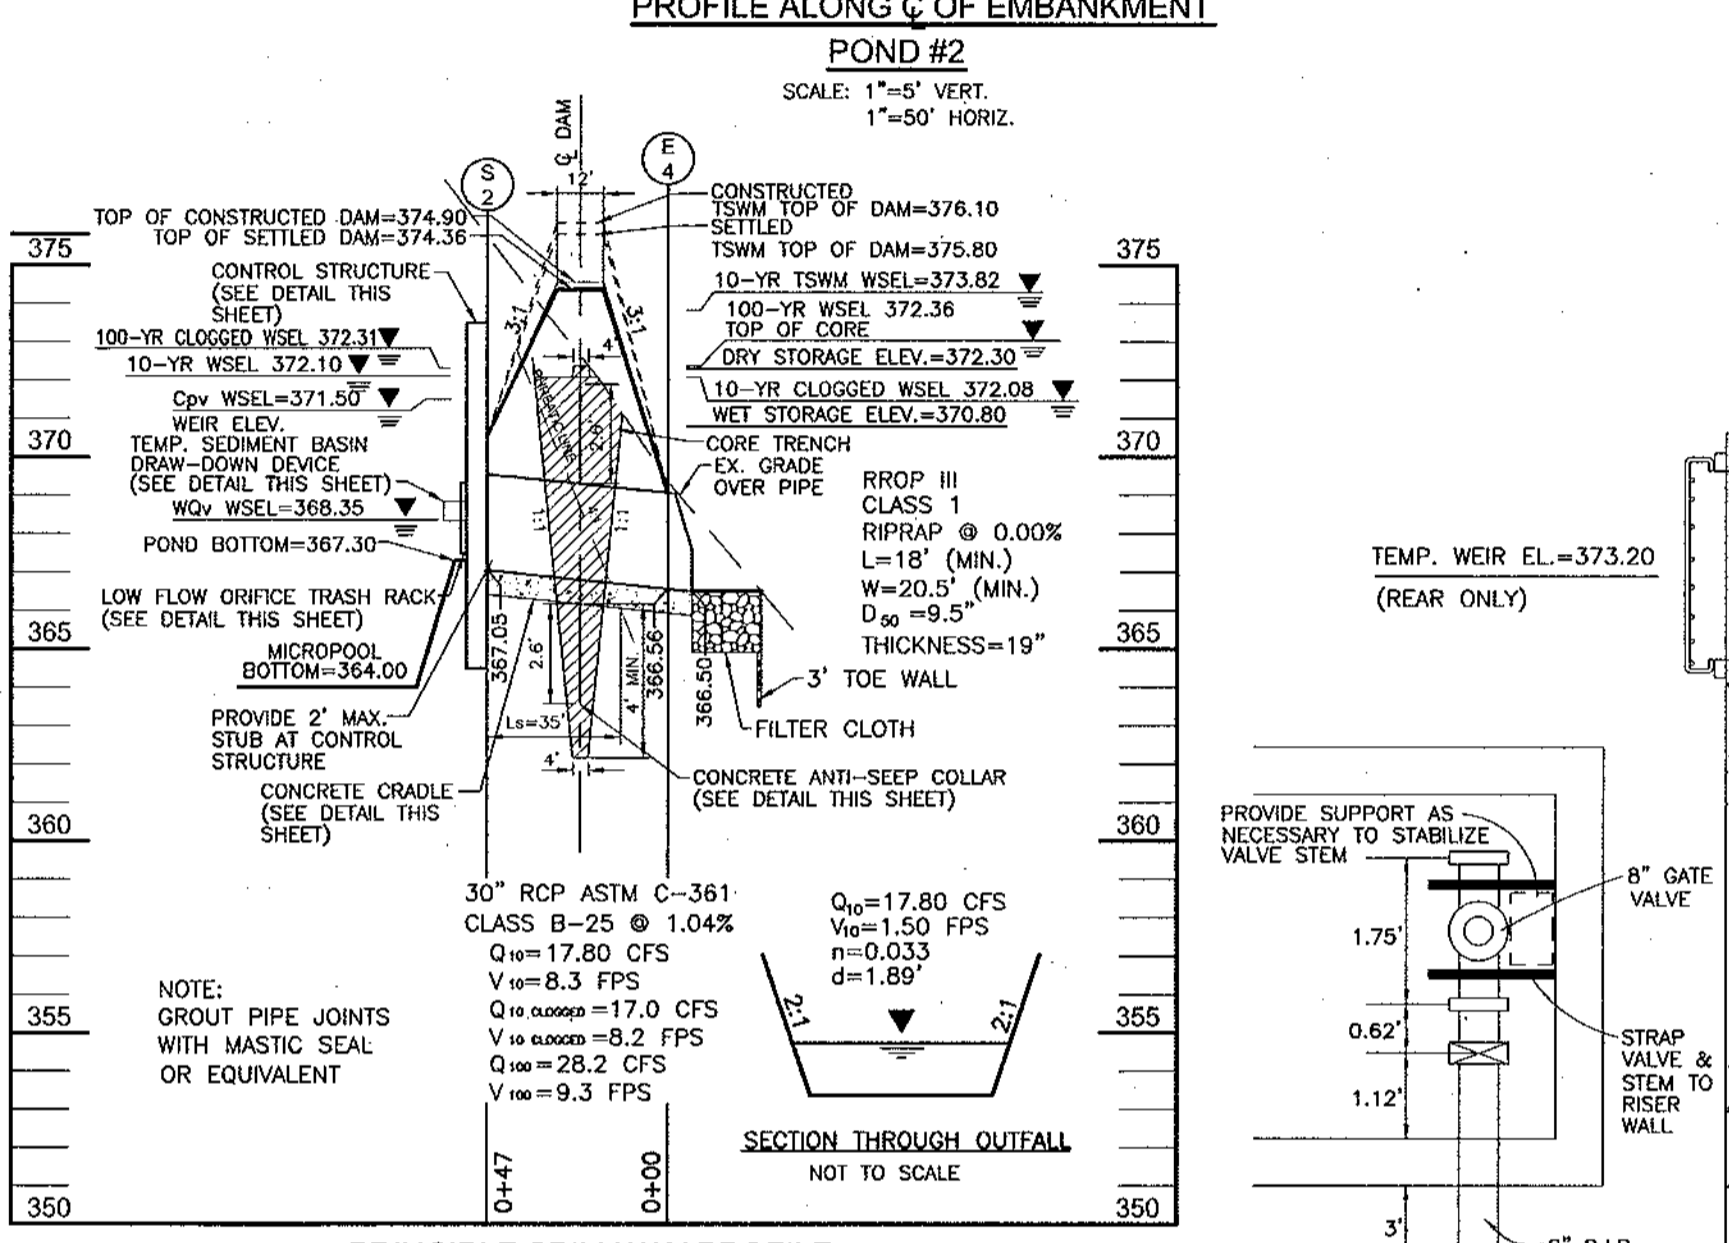 PROFILE ALONG ℄ OF EMBANKMENT
POND #2
SCALE: 1"=5' VERT.
1"=50' HORIZ.
℄ DAM
S
2
E
4
12'
TOP OF CONSTRUCTED DAM=374.90
TOP OF SETTLED DAM=374.36
CONSTRUCTED
TSWM TOP OF DAM=376.10
SETTLED
TSWM TOP OF DAM=375.80
375
375
CONTROL STRUCTURE
(SEE DETAIL THIS
SHEET)
10-YR TSWM WSEL=373.82
100-YR WSEL 372.36
TOP OF CORE
DRY STORAGE ELEV.=372.30
3:1
3:1
4'
100-YR CLOGGED WSEL 372.31
10-YR WSEL 372.10
Cpv WSEL=371.50
WEIR ELEV.
10-YR CLOGGED WSEL 372.08
WET STORAGE ELEV.=370.80
PHREATIC LINE
2.6'
370
370
TEMP. SEDIMENT BASIN
DRAW-DOWN DEVICE
(SEE DETAIL THIS SHEET)
WQv WSEL=368.35
CORE TRENCH
EX. GRADE
OVER PIPE
RROP III
CLASS 1
RIPRAP @ 0.00%
L=18' (MIN.)
W=20.5' (MIN.)
D50 =9.5"
THICKNESS=19"
1:1
1:1
POND BOTTOM=367.30
LOW FLOW ORIFICE TRASH RACK
(SEE DETAIL THIS SHEET)
365
365
MICROPOOL
BOTTOM=364.00
367.05
2.6'
4' MIN.
366.56
366.50
3' TOE WALL
FILTER CLOTH
Ls=35'
4'
PROVIDE 2' MAX.
STUB AT CONTROL
STRUCTURE
CONCRETE CRADLE
(SEE DETAIL THIS
SHEET)
CONCRETE ANTI-SEEP COLLAR
(SEE DETAIL THIS SHEET)
360
360
30" RCP ASTM C-361
CLASS B-25 @ 1.04%
Q10=17.80 CFS
V10=8.3 FPS
Q10 CLOGGED=17.0 CFS
V10 CLOGGED=8.2 FPS
Q100=28.2 CFS
V100=9.3 FPS
NOTE:
GROUT PIPE JOINTS
WITH MASTIC SEAL
OR EQUIVALENT
Q10=17.80 CFS
V10=1.50 FPS
n=0.033
d=1.89'
2:1
2:1
355
355
SECTION THROUGH OUTFALL
NOT TO SCALE
0+47
0+00
350
350
TEMP. WEIR EL.=373.20
(REAR ONLY)
PROVIDE SUPPORT AS
NECESSARY TO STABILIZE
VALVE STEM
8" GATE
VALVE
1.75'
0.62'
1.12'
3'
STRAP
VALVE &
STEM TO
RISER
WALL